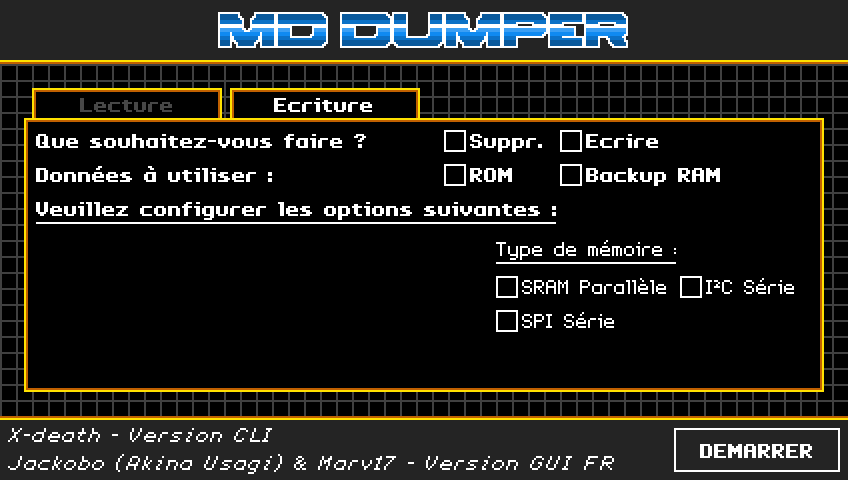 MD DUMPER
Lecture Ecriture
Que souhaitez-vous faire ? Suppr. Ecrire
Données à utiliser : ROM Backup RAM
Veuillez configurer les options suivantes :
Type de mémoire :
SRAM Parallèle I²C Série
SPI Série
X-death - Version CLI
Jackobo (Akina Usagi) & Marv17 - Version GUI FR
DEMARRER